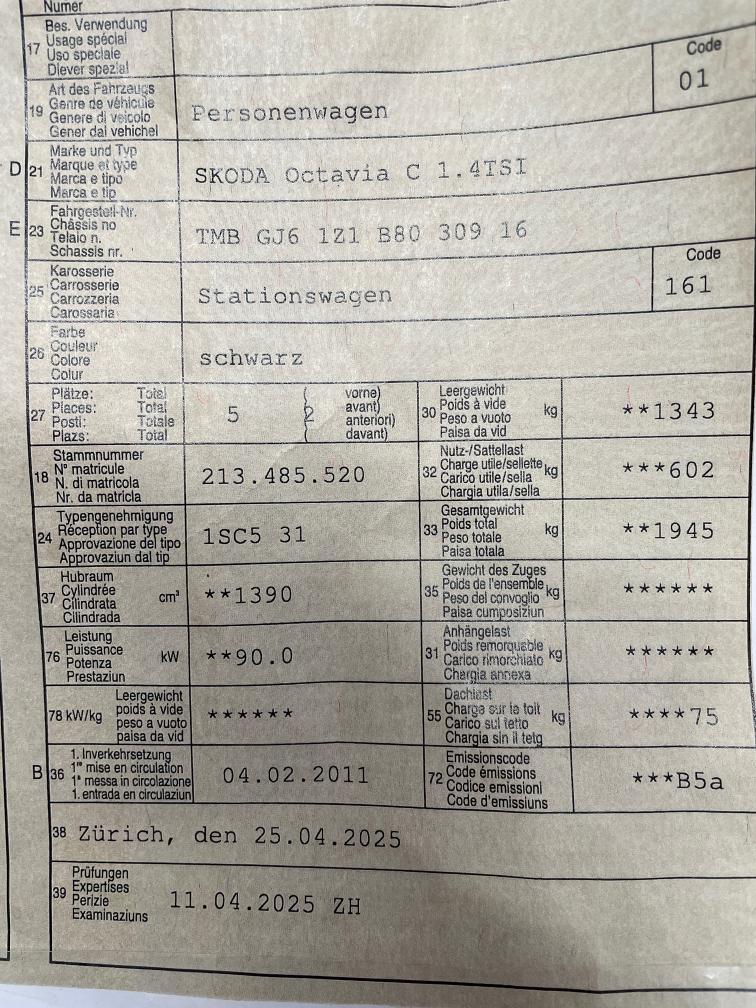 Numer
17 Bes. Verwendung
Usage spécial
Uso speciale
Diever spezial
19 Art des Fahrzeugs
Genre de véhicule
Genere di veicolo
Gener dal vehichel
Personenwagen
Code
01
D 21 Marke und Typ
Marque et type
Marca e tipo
Marca e tip
SKODA Octavia C 1.4TSI
E 23 Fahrgestell-Nr.
Châssis no
Telaio n.
Schassis nr.
TMB GJ6 1Z1 B80 309 16
25 Karosserie
Carrosserie
Carrozzeria
Carossaria
Stationswagen
Code
161
26 Farbe
Couleur
Colore
Colur
schwarz
27 Plätze: Total
Places: Total
Posti: Totale
Plazs: Total
5
2
vorne)
avant)
anteriori)
davant)
30 Leergewicht
Poids à vide
Peso a vuoto
Paisa da vid
kg
**1343
18 Stammnummer
N° matricule
N. di matricola
Nr. da matricla
213.485.520
32 Nutz-/Sattellast
Charge utile/sellette
Carico utile/sella
Chargia utila/sella
kg
***602
24 Typengenehmigung
Réception par type
Approvazione del tipo
Approvaziun dal tip
1SC5 31
33 Gesamtgewicht
Poids total
Peso totale
Paisa totala
kg
**1945
37 Hubraum
Cylindrée
Cilindrata
Cilindrada
cm³
**1390
35 Gewicht des Zuges
Poids de l'ensemble
Peso del convoglio
Paisa cumposiziun
kg
******
76 Leistung
Puissance
Potenza
Prestaziun
kW
**90.0
31 Anhängelast
Poids remorquable
Carico rimorchiato
Chargia annexa
kg
******
78 kW/kg
Leergewicht
poids à vide
peso a vuoto
paisa da vid
******
55 Dachlast
Charge sur le toit
Carico sul tetto
Chargia sin il tetg
kg
****75
B 36 1. Inverkehrsetzung
1re mise en circulation
1a messa in circolazione
1. entrada en circulaziun
04.02.2011
72 Emissionscode
Code émissions
Codice emissioni
Code d'emissiuns
***B5a
38 Zürich, den 25.04.2025
39 Prüfungen
Expertises
Perizie
Examinaziuns
11.04.2025 ZH